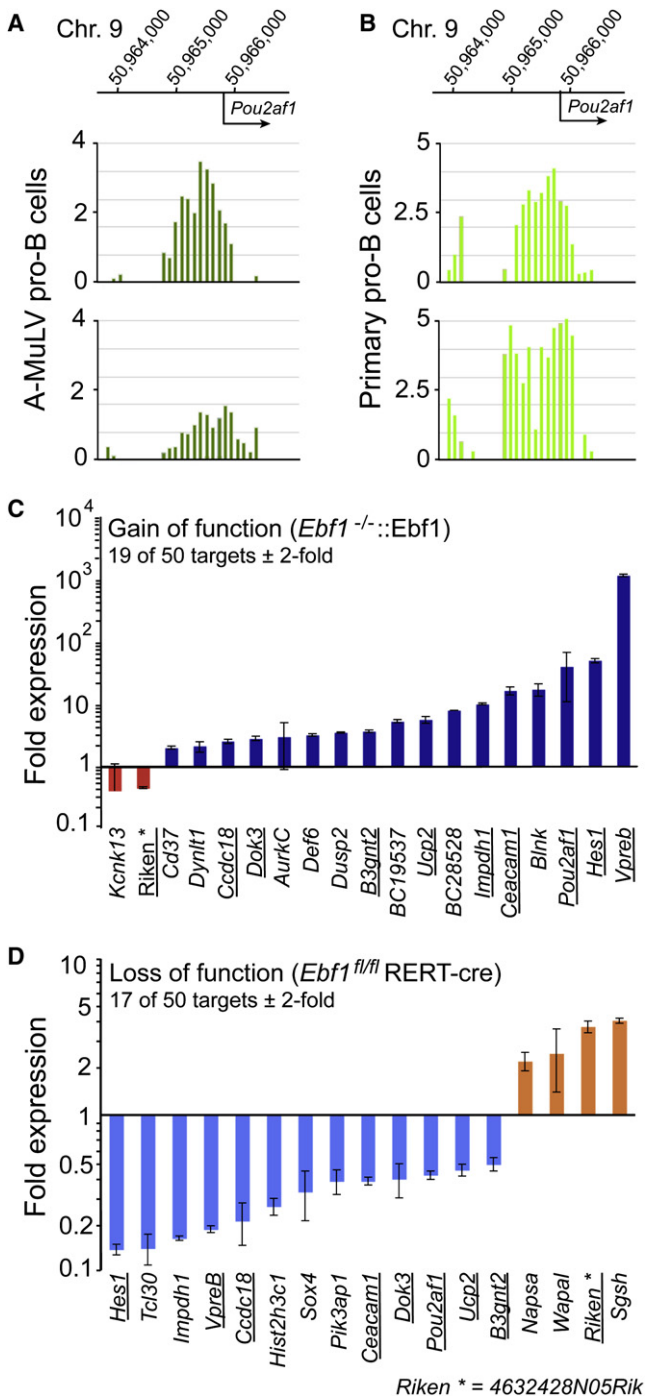 A Chr. 9
50,964,000
50,965,000
50,966,000
Pou2af1
A-MuLV pro-B cells
4
2
0
4
2
0
B Chr. 9
50,964,000
50,965,000
50,966,000
Pou2af1
Primary pro-B cells
5
2.5
0
5
2.5
0
C
Gain of function (Ebf1 -/-::Ebf1)
19 of 50 targets ± 2-fold
Fold expression
10^4
10^3
10^2
10
1
0.1
Kcnk13
Riken *
Cd37
Dynlt1
Ccdc18
Dok3
AurkC
Def6
Dusp2
B3gnt2
BC19537
Ucp2
BC28528
Impdh1
Ceacam1
Blnk
Pou2af1
Hes1
Vpreb
D
Loss of function (Ebf1 fl/fl RERT-cre)
17 of 50 targets ± 2-fold
Fold expression
10
5
2
1
0.5
0.2
0.1
Hes1
Tcl30
Impdh1
VpreB
Ccdc18
Hist2h3c1
Sox4
Pik3ap1
Ceacam1
Dok3
Pou2af1
Ucp2
B3gnt2
Napsa
Wapal
Riken *
Sgsh
Riken * = 4632428N05Rik